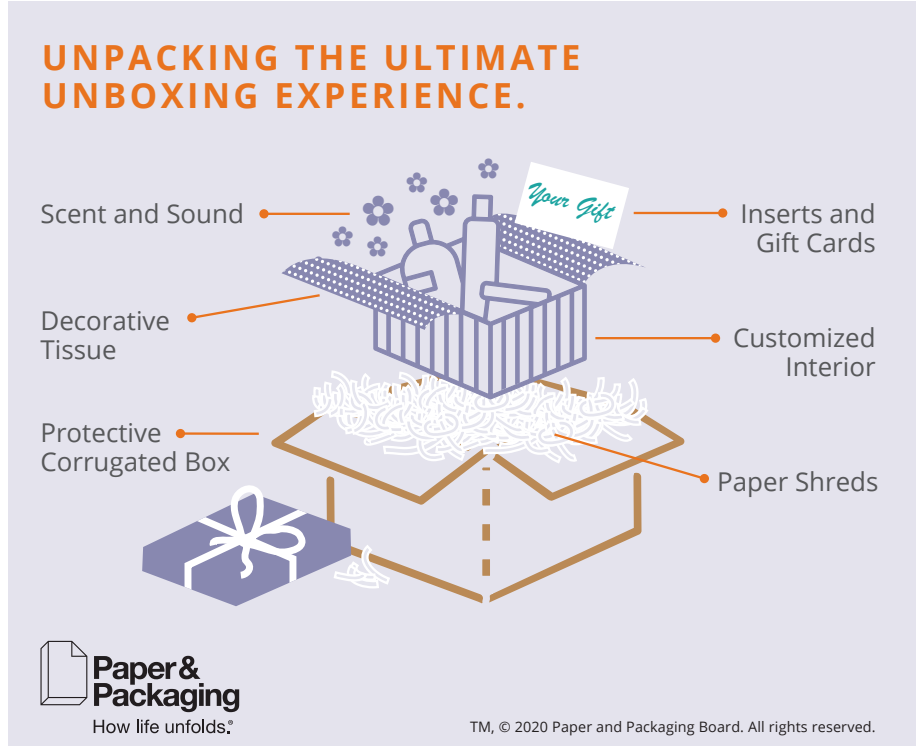 UNPACKING THE ULTIMATE
UNBOXING EXPERIENCE.
Scent and Sound
Your Gift
Inserts and
Gift Cards
Decorative
Tissue
Customized
Interior
Protective
Corrugated Box
Paper Shreds
Paper &
Packaging
How life unfolds.®
TM, © 2020 Paper and Packaging Board. All rights reserved.